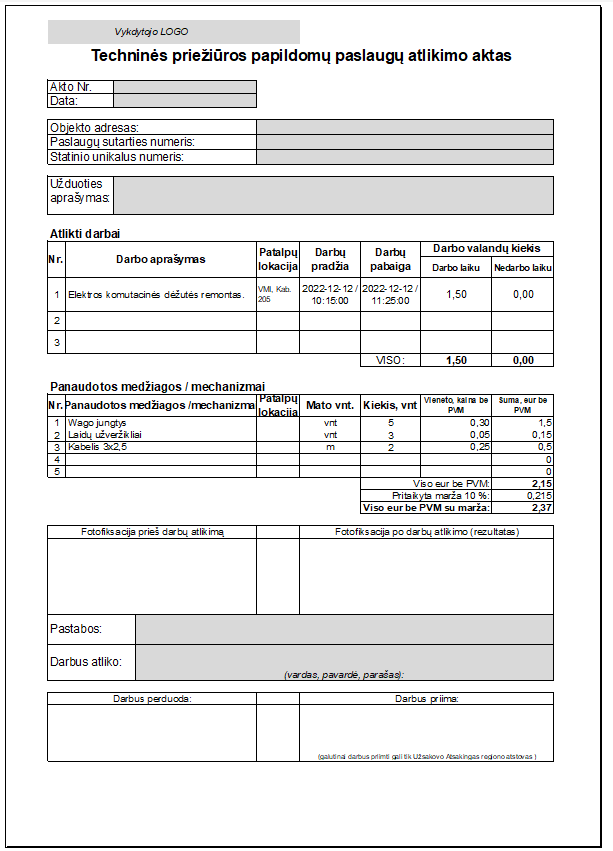 Vykdytojo LOGO
Techninės priežiūros papildomų paslaugų atlikimo aktas
Akto Nr.
Data:
Objekto adresas:
Paslaugų sutarties numeris:
Statinio unikalus numeris:
Užduoties
aprašymas:
Atlikti darbai
Nr. Darbo aprašymas Patalpų lokacija Darbų pradžia Darbų pabaiga Darbo valandų kiekis
Darbo laiku Nedarbo laiku
1 Elektros komutacinės dėžutės remontas. VMI, Kab. 205 2022-12-12 / 10:15:00 2022-12-12 / 11:25:00 1,50 0,00
2
3
VISO: 1,50 0,00
Panaudotos medžiagos / mechanizmai
Nr. Panaudotos medžiagos /mechanizma Patalpų lokacija Mato vnt. Kiekis, vnt Vieneto, kaina be PVM Suma, eur be PVM
1 Wago jungtys vnt 5 0,30 1,5
2 Laidų užveržikliai vnt 3 0,05 0,15
3 Kabelis 3x2,5 m 2 0,25 0,5
4 0
5 0
Viso eur be PVM: 2,15
Pritaikyta marža 10 %: 0,215
Viso eur be PVM su marža: 2,37
Fotofiksacija prieš darbų atlikimą Fotofiksacija po darbų atlikimo (rezultatas)
Pastabos:
Darbus atliko:
(vardas, pavardė, parašas):
Darbus perduoda: Darbus priima:
(galutinai darbus priimti gali tik Užsakovo Atsakingas regiono atstovas )